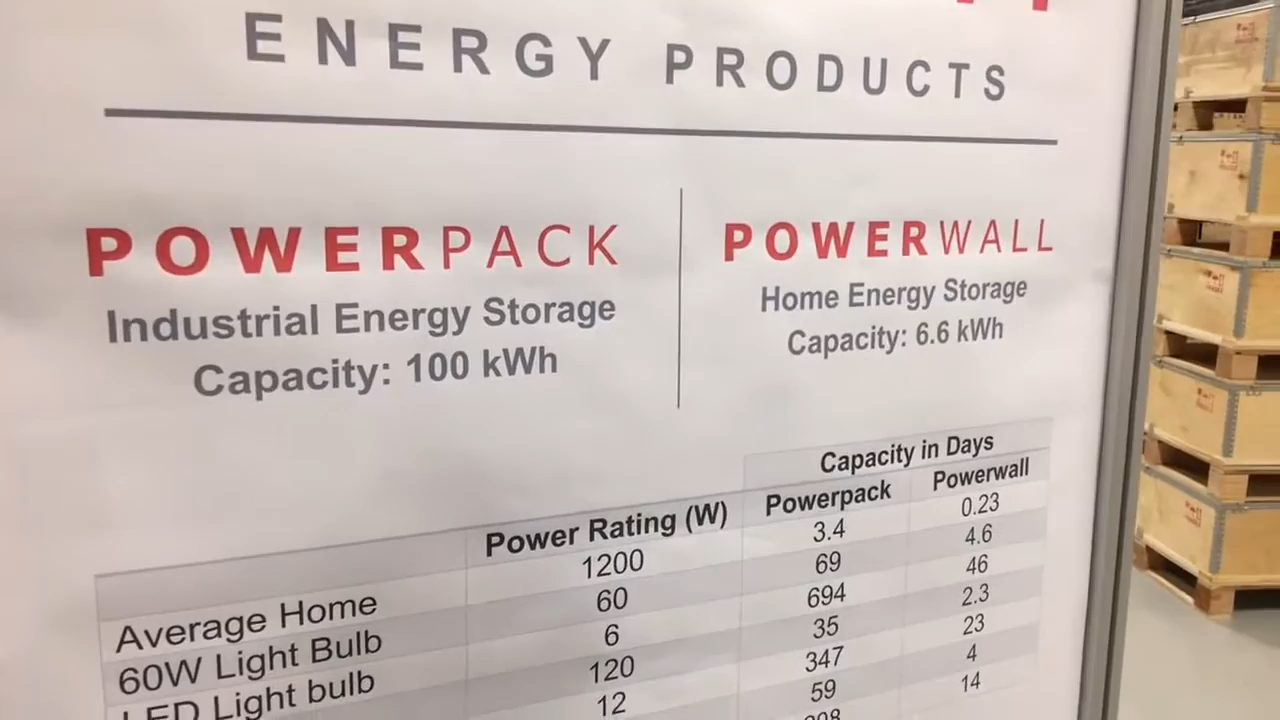 ENERGY PRODUCTS
POWERPACK
Industrial Energy Storage
Capacity: 100 kWh
POWERWALL
Home Energy Storage
Capacity: 6.6 kWh
Capacity in Days
Power Rating (W) Powerpack Powerwall
Average Home 1200 3.4 0.23
60W Light Bulb 60 69 4.6
LED Light bulb 6 694 46
120 35 2.3
12 347 23
59 4
14